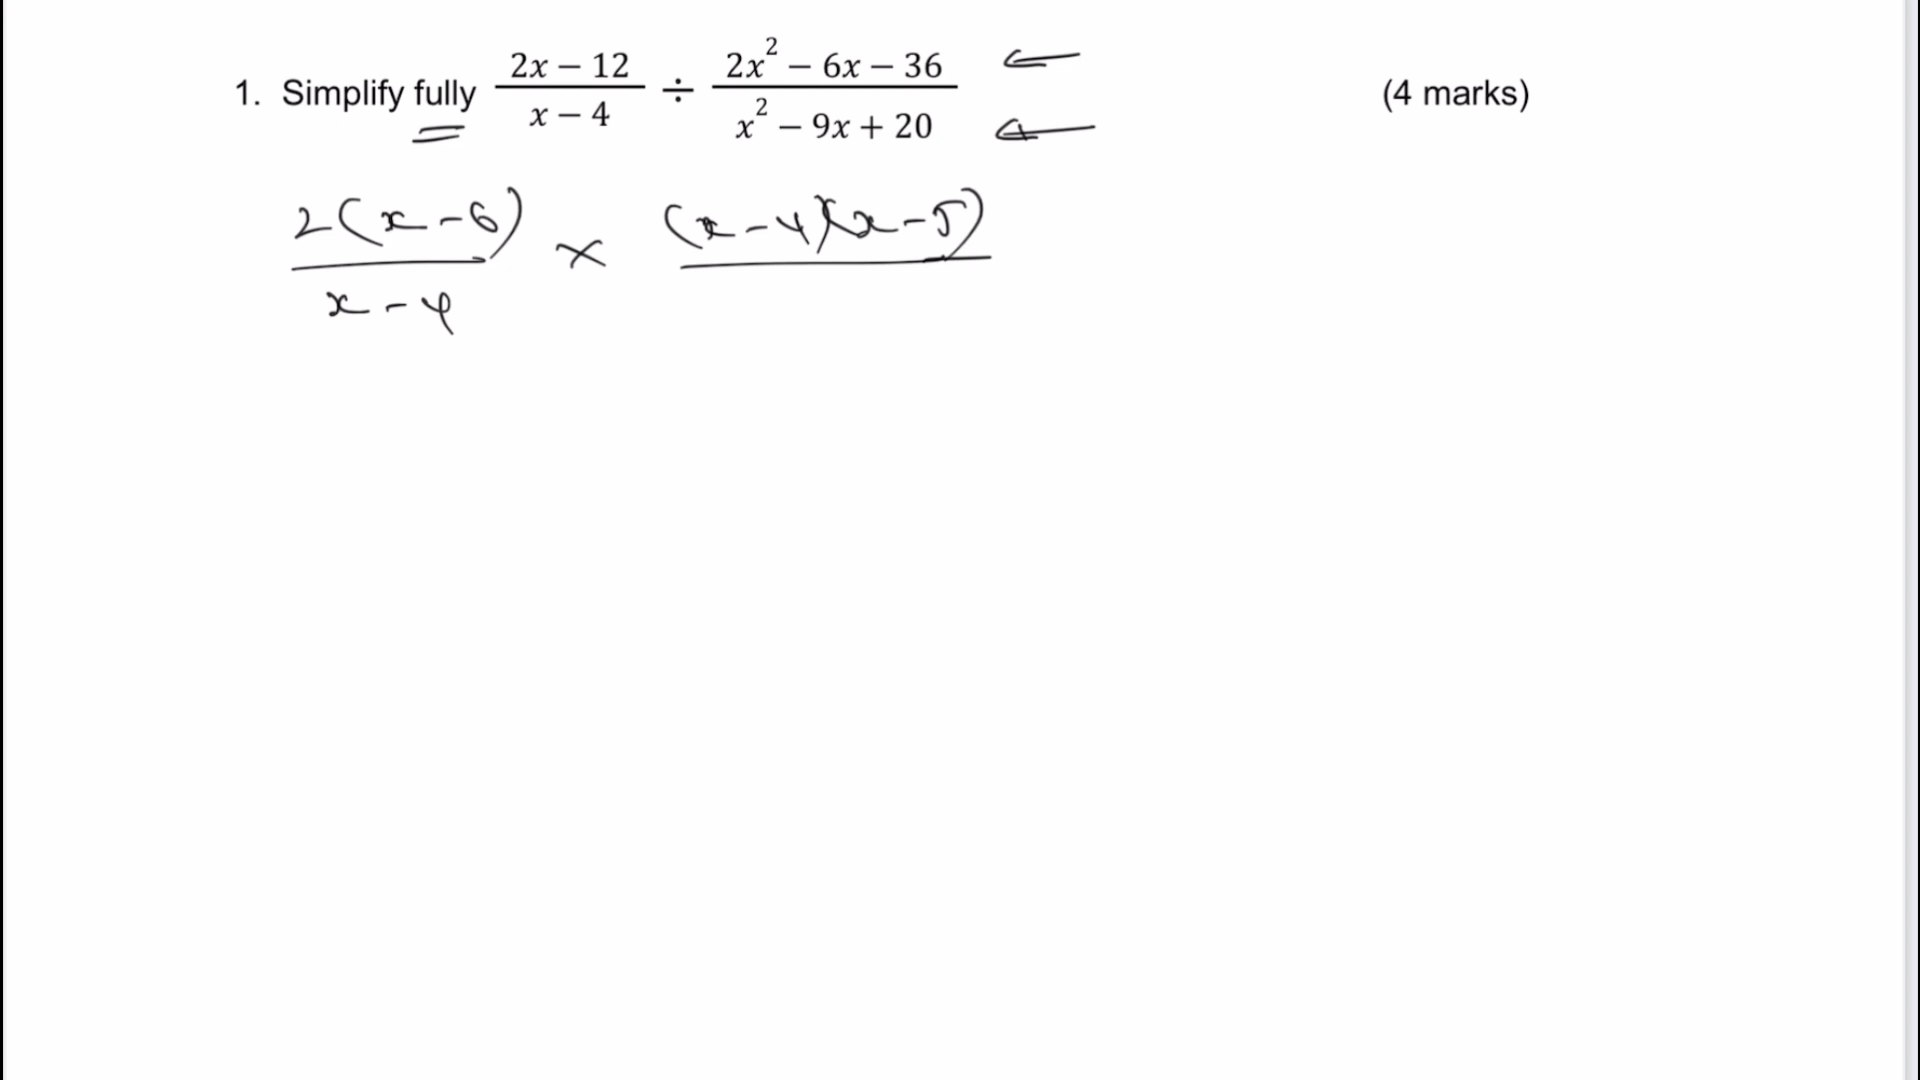 1. Simplify fully (2x − 12)/(x − 4) ÷ (2x² − 6x − 36)/(x² − 9x + 20) (4 marks)
2(x − 6)/(x − 4) × (x − 4)(x − 5)/